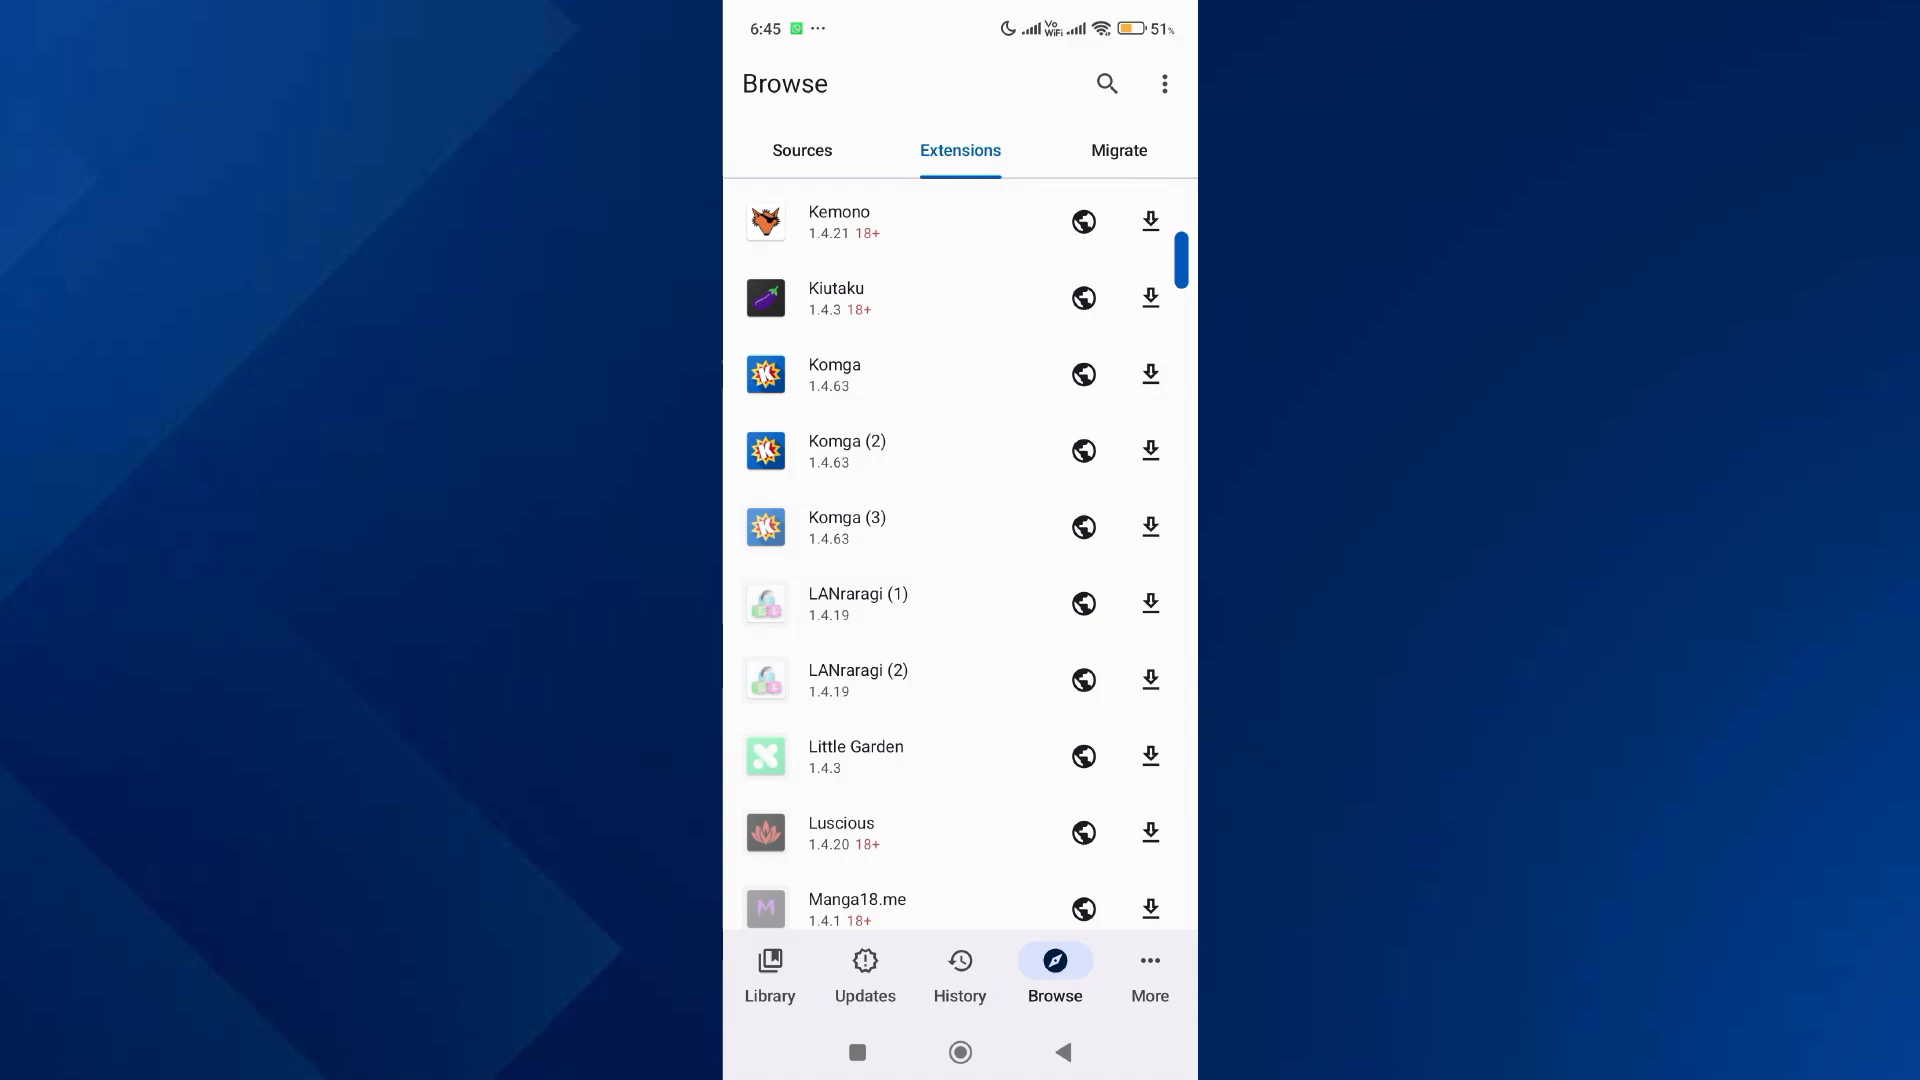 6:45 ··· Vo WiFi 51%
Browse
Sources Extensions Migrate
Kemono
1.4.21 18+
Kiutaku
1.4.3 18+
Komga
1.4.63
Komga (2)
1.4.63
Komga (3)
1.4.63
LANraragi (1)
1.4.19
LANraragi (2)
1.4.19
Little Garden
1.4.3
Luscious
1.4.20 18+
Manga18.me
1.4.1 18+
Library Updates History Browse More